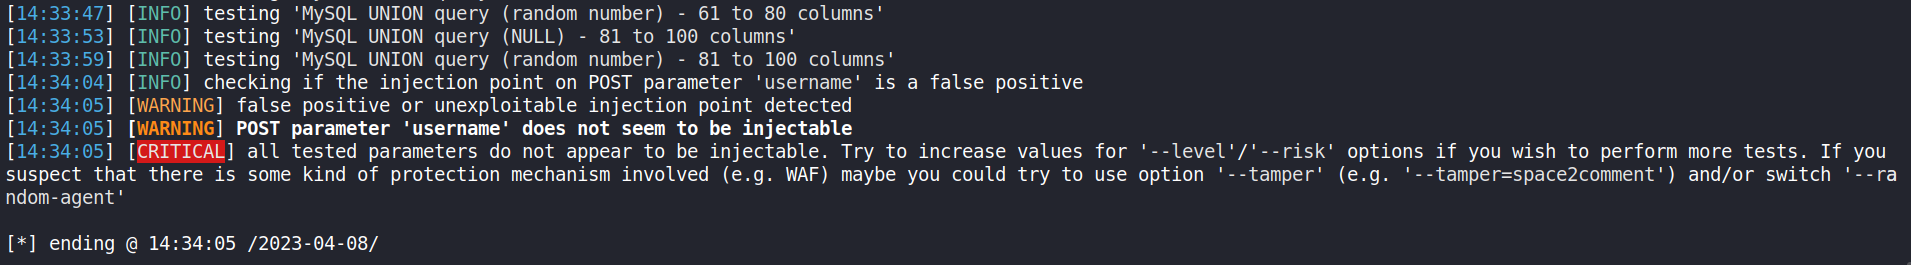 [14:33:47] [INFO] testing 'MySQL UNION query (random number) - 61 to 80 columns'
[14:33:53] [INFO] testing 'MySQL UNION query (NULL) - 81 to 100 columns'
[14:33:59] [INFO] testing 'MySQL UNION query (random number) - 81 to 100 columns'
[14:34:04] [INFO] checking if the injection point on POST parameter 'username' is a false positive
[14:34:05] [WARNING] false positive or unexploitable injection point detected
[14:34:05] [WARNING] POST parameter 'username' does not seem to be injectable
[14:34:05] [CRITICAL] all tested parameters do not appear to be injectable. Try to increase values for '--level'/'--risk' options if you wish to perform more tests. If you
suspect that there is some kind of protection mechanism involved (e.g. WAF) maybe you could try to use option '--tamper' (e.g. '--tamper=space2comment') and/or switch '--ra
ndom-agent'
[*] ending @ 14:34:05 /2023-04-08/